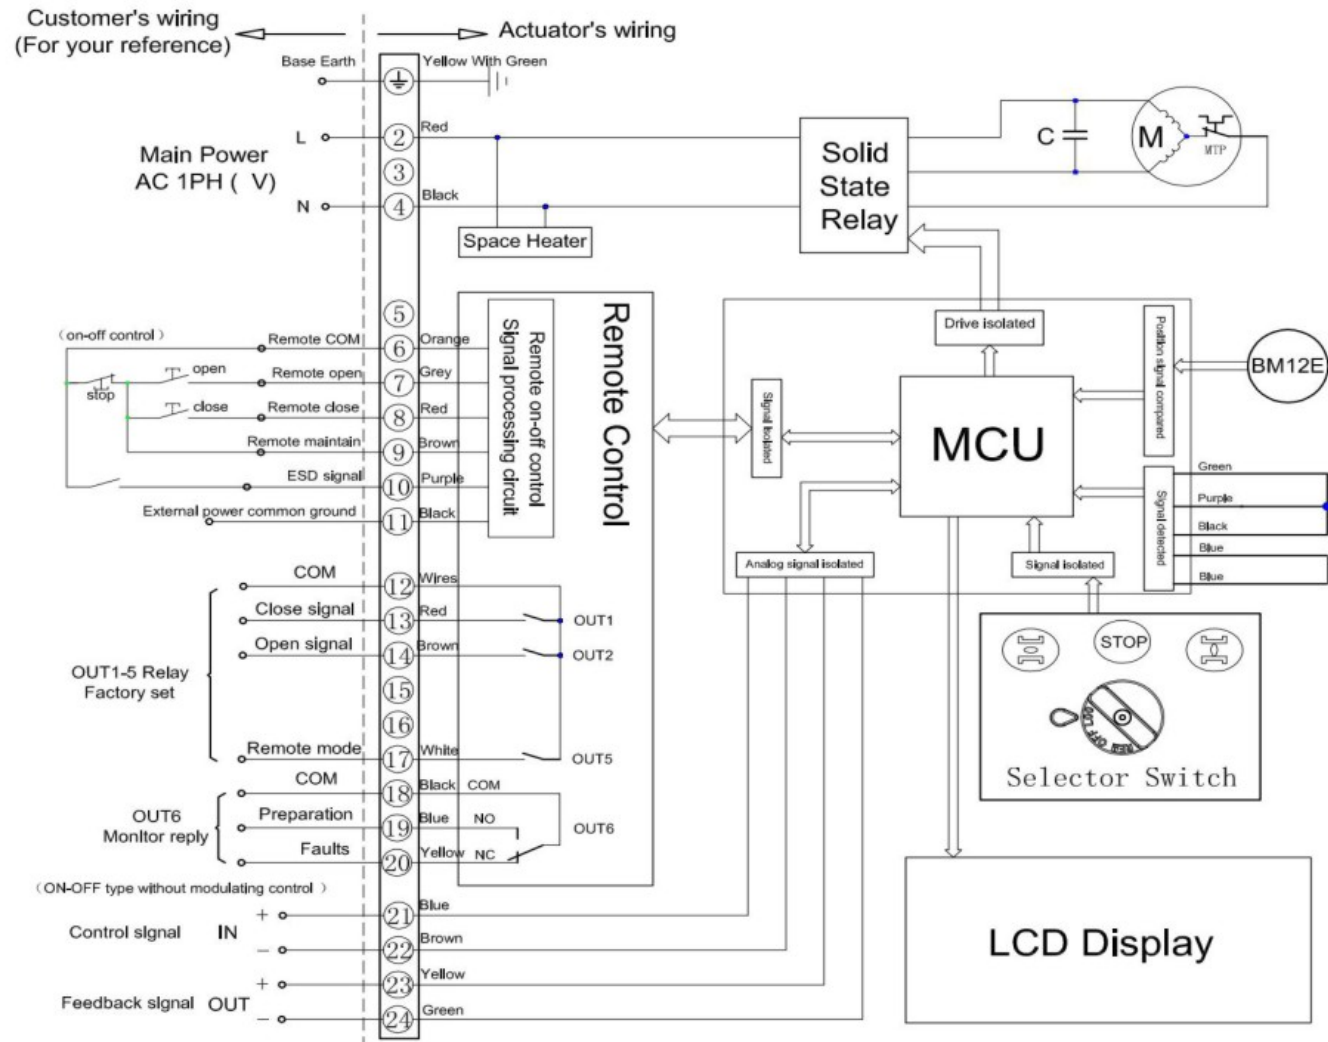 Customer's wiring
(For your reference)
Actuator's wiring
Base Earth
Yellow With Green
L
2
Red
Main Power
AC 1PH (  V)
3
N
4
Black
Space Heater
Solid
State
Relay
C
M
MTP
5
(on-off control)
Remote COM
6
Orange
open
Remote open
7
Grey
stop
close
Remote close
8
Red
Remote maintain
9
Brown
ESD signal
10
Purple
External power common ground
11
Black
Remote on-off control
Signal processing circuit
Remote Control
Drive isolated
Signal isolated
MCU
Position signal compared
BM12E
Signal detected
Green
Purple
Black
Blue
Blue
Analog signal isolated
Signal isolated
COM
12
Wires
Close signal
13
Red
OUT1
Open signal
14
Brown
OUT2
OUT1-5 Relay
Factory set
15
16
Remote mode
17
White
OUT5
COM
18
Black
COM
OUT6
Monltor reply
Preparation
19
Blue
NO
OUT6
Faults
20
Yellow
NC
STOP
LOC OFF REM
Selector Switch
(ON-OFF type without modulating control )
Control sIgnal
IN
+
21
Blue
−
22
Brown
Feedback sIgnal
OUT
+
23
Yellow
−
24
Green
LCD Display